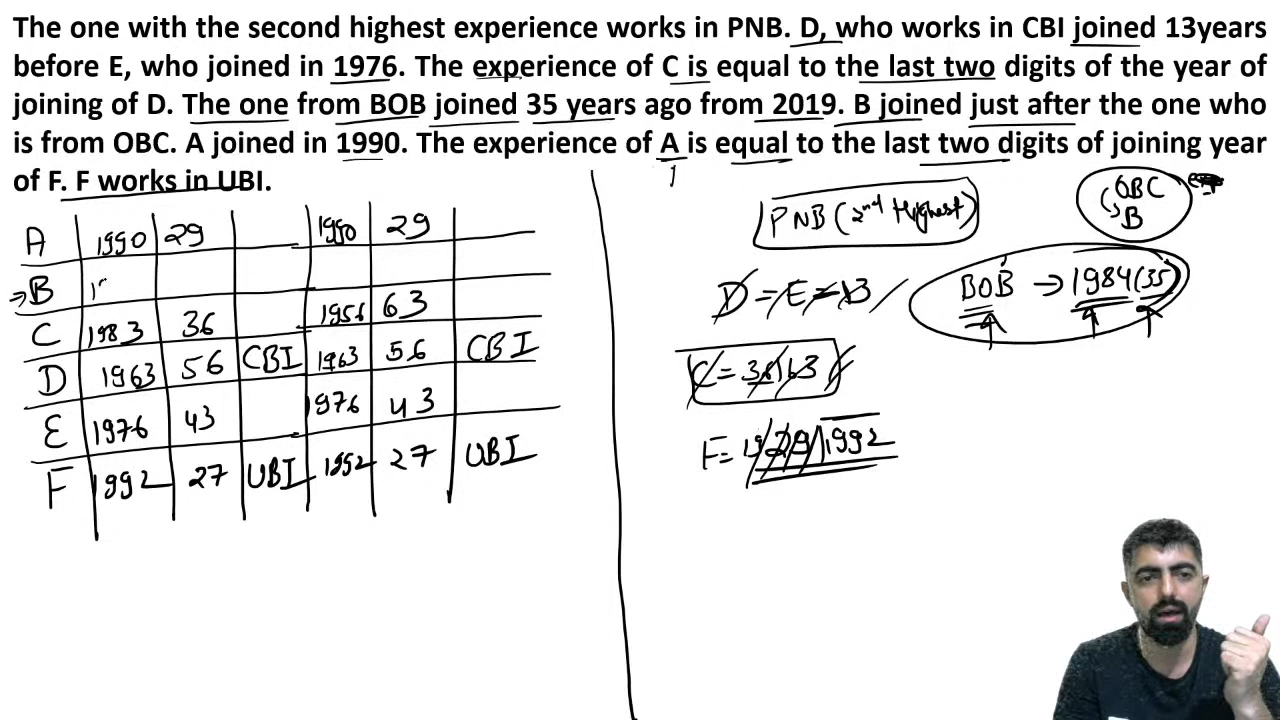 The one with the second highest experience works in PNB. D, who works in CBI joined 13years
before E, who joined in 1976. The experience of C is equal to the last two digits of the year of
joining of D. The one from BOB joined 35 years ago from 2019. B joined just after the one who
is from OBC. A joined in 1990. The experience of A is equal to the last two digits of joining year
of F. F works in UBI.
PNB (2nd Highest)
OBC
B
A 1990 29 1990 29
B
BOB → 1984 (35)
D = E - 13
C 1983 36 1956 63
D 1963 56 CBI 1963 56 CBI
C = 36/63
E 1976 43 1976 43
F = 1929/1992
F 1992 27 UBI 1992 27 UBI